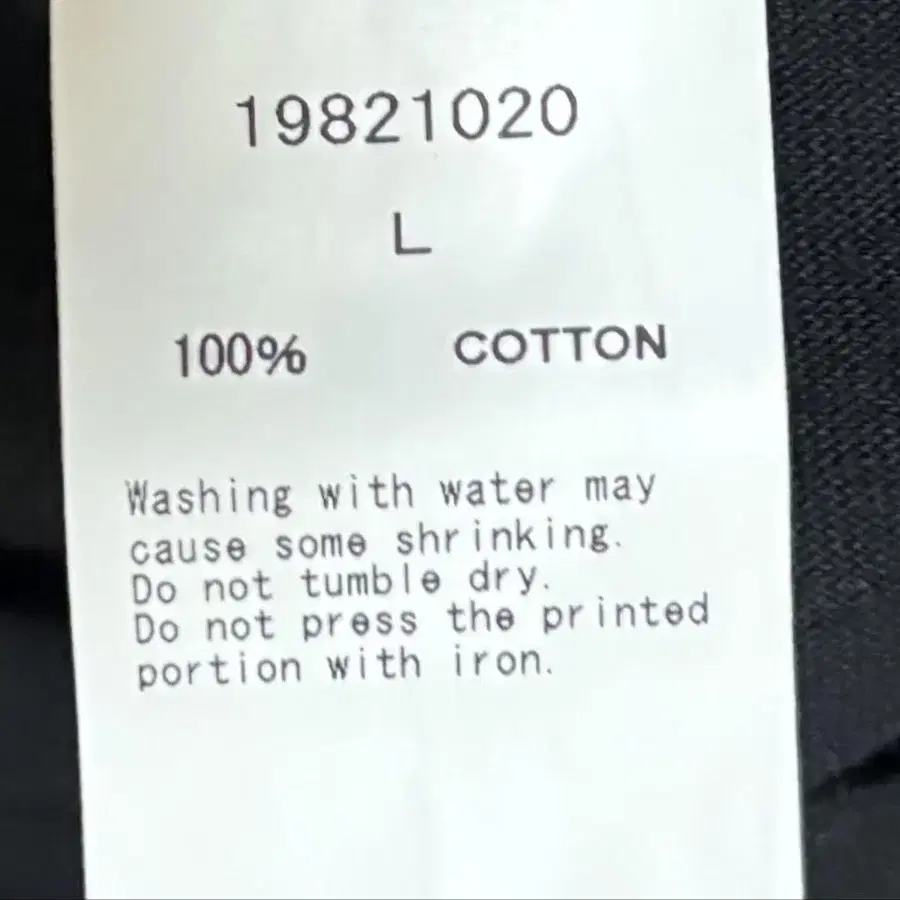 19821020
L
100% COTTON
Washing with water may
cause some shrinking.
Do not tumble dry.
Do not press the printed
portion with iron.